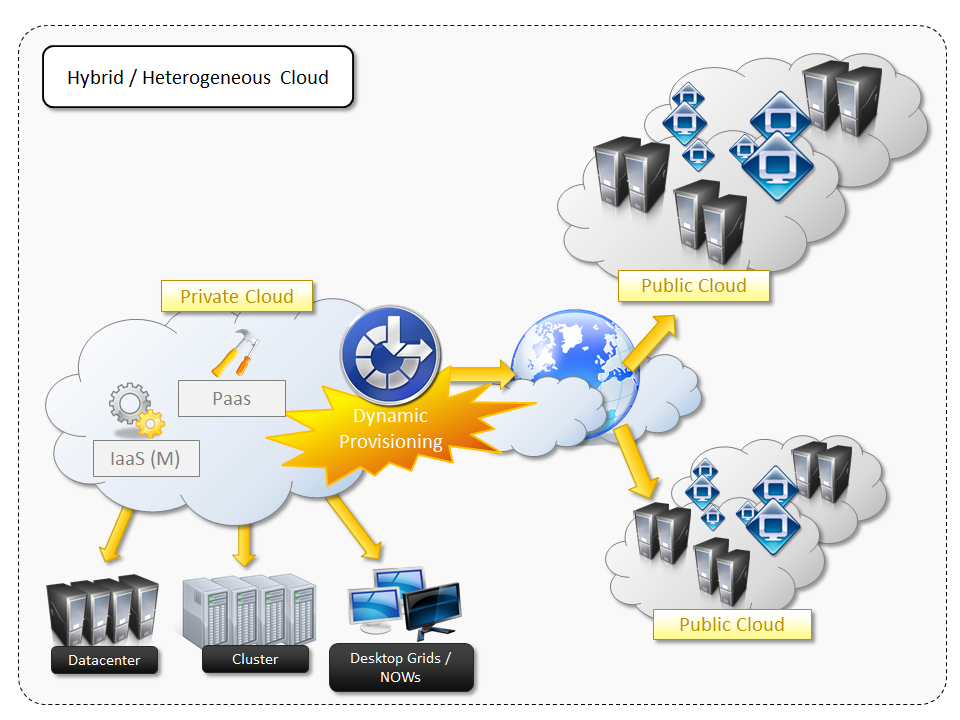 Hybrid / Heterogeneous Cloud
Public Cloud
Private Cloud
Paas
Dynamic
Provisioning
IaaS (M)
Public Cloud
Datacenter
Cluster
Desktop Grids /
NOWs